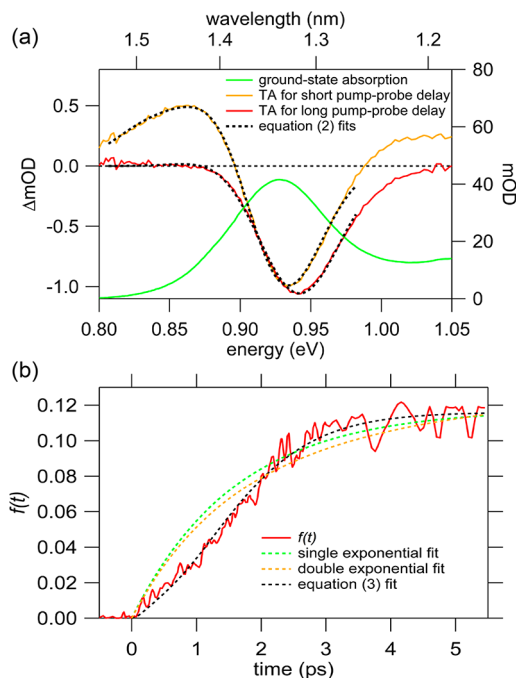 wavelength (nm)
(a)
1.5 1.4 1.3 1.2
ground-state absorption
TA for short pump-probe delay
TA for long pump-probe delay
equation (2) fits
0.5
0.0
-0.5
-1.0
ΔmOD
80
60
40
20
0
mOD
0.80 0.85 0.90 0.95 1.00 1.05
energy (eV)
(b)
0.12
0.10
0.08
0.06
0.04
0.02
0.00
f(t)
f(t)
single exponential fit
double exponential fit
equation (3) fit
0 1 2 3 4 5
time (ps)